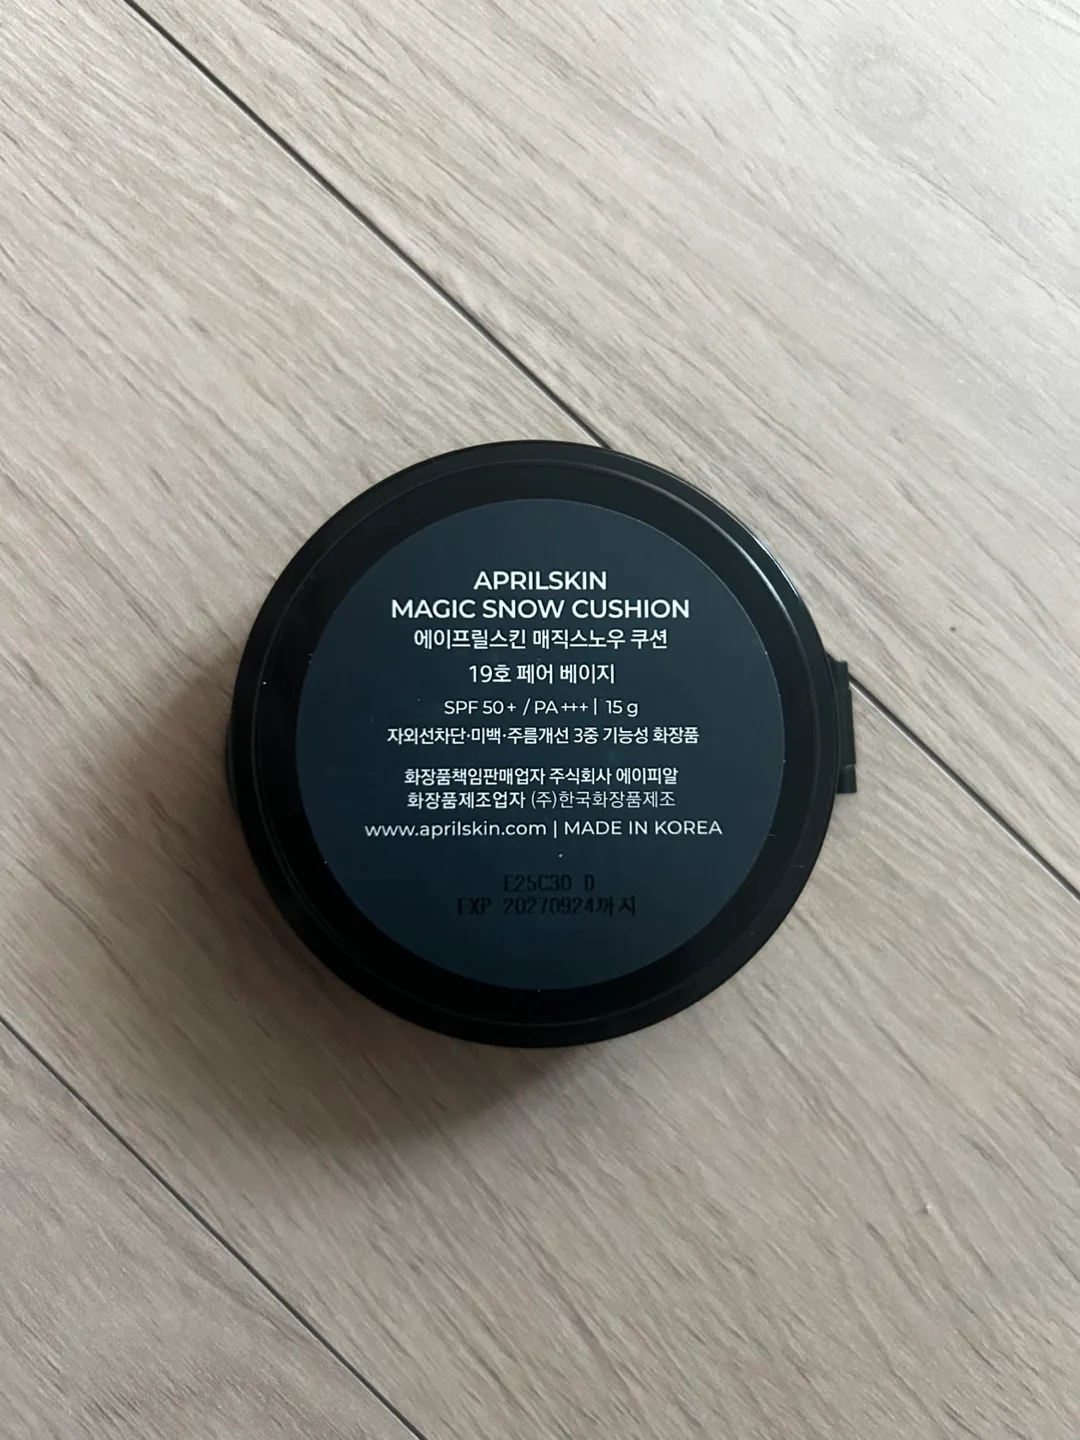 APRILSKIN
MAGIC SNOW CUSHION
에이프릴스킨 매직스노우 쿠션
19호 페어 베이지
SPF 50+ / PA +++ | 15 g
자외선차단·미백·주름개선 3중 기능성 화장품
화장품책임판매업자 주식회사 에이피알
화장품제조업자 (주)한국화장품제조
www.aprilskin.com | MADE IN KOREA
E25C30 D
EXP 20270924까지